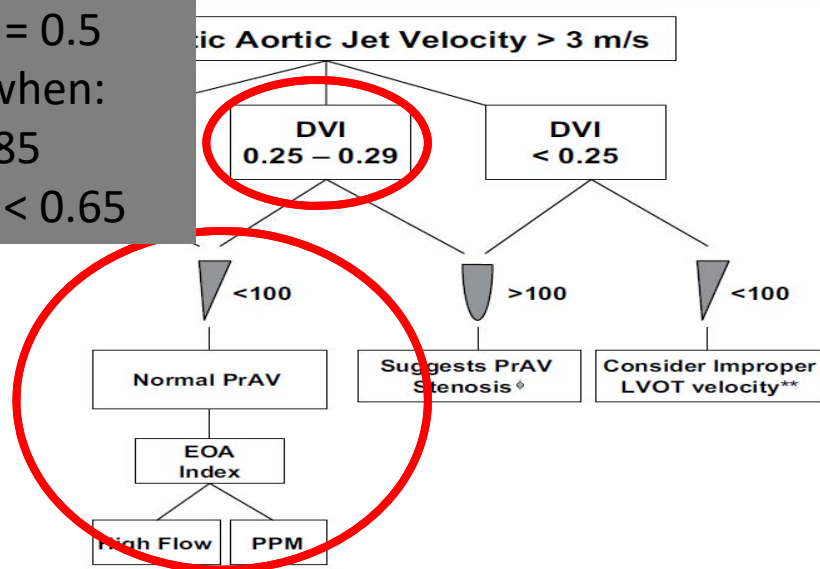 = 0.5
when:
85
< 0.65
tic Aortic Jet Velocity > 3 m/s
DVI
0.25 – 0.29
DVI
< 0.25
<100
>100
<100
Normal PrAV
Suggests PrAV
Stenosis ϕ
Consider Improper
LVOT velocity**
EOA
Index
High Flow
PPM